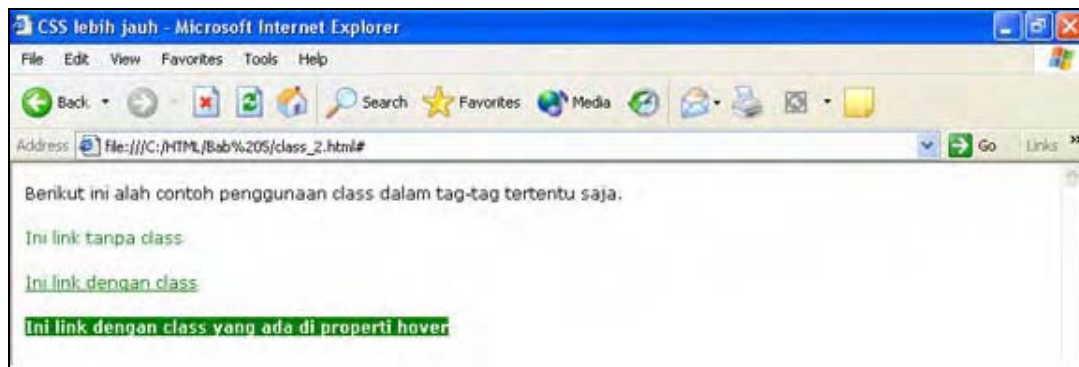 CSS lebih jauh - Microsoft Internet Explorer
File Edit View Favorites Tools Help
Back Search Favorites Media
Address file:///C:/HTML/Bab%205/class_2.html# Go Links »
Berikut ini alah contoh penggunaan class dalam tag-tag tertentu saja.
Ini link tanpa class
Ini link dengan class
Ini link dengan class yang ada di properti hover